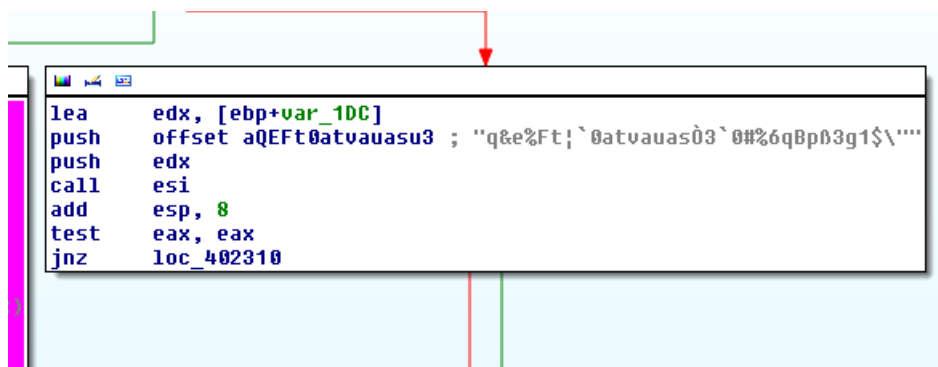 lea     edx, [ebp+var_1DC]
push    offset aQEFt0atvauasu3 ; "q&e%Ft¦`0atvauasÒ3`0#%6qBpß3g1$\""
push    edx
call    esi
add     esp, 8
test    eax, eax
jnz     loc_402310
)